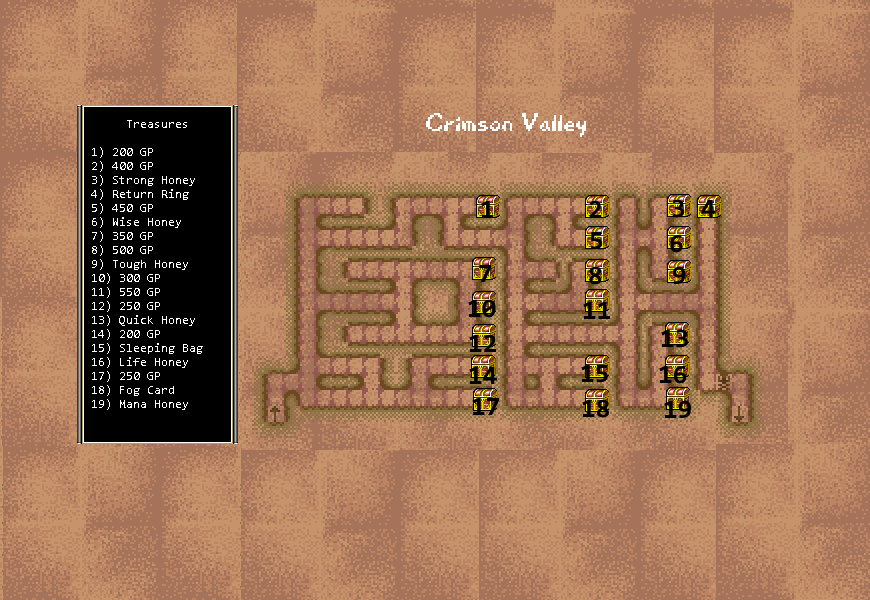 Crimson Valley
Treasures
1) 200 GP
2) 400 GP
3) Strong Honey
4) Return Ring
5) 450 GP
6) Wise Honey
7) 350 GP
8) 500 GP
9) Tough Honey
10) 300 GP
11) 550 GP
12) 250 GP
13) Quick Honey
14) 200 GP
15) Sleeping Bag
16) Life Honey
17) 250 GP
18) Fog Card
19) Mana Honey
1 2 3 4
5 6
7 8 9
10 11
12 13
14 15 16
17 18 19